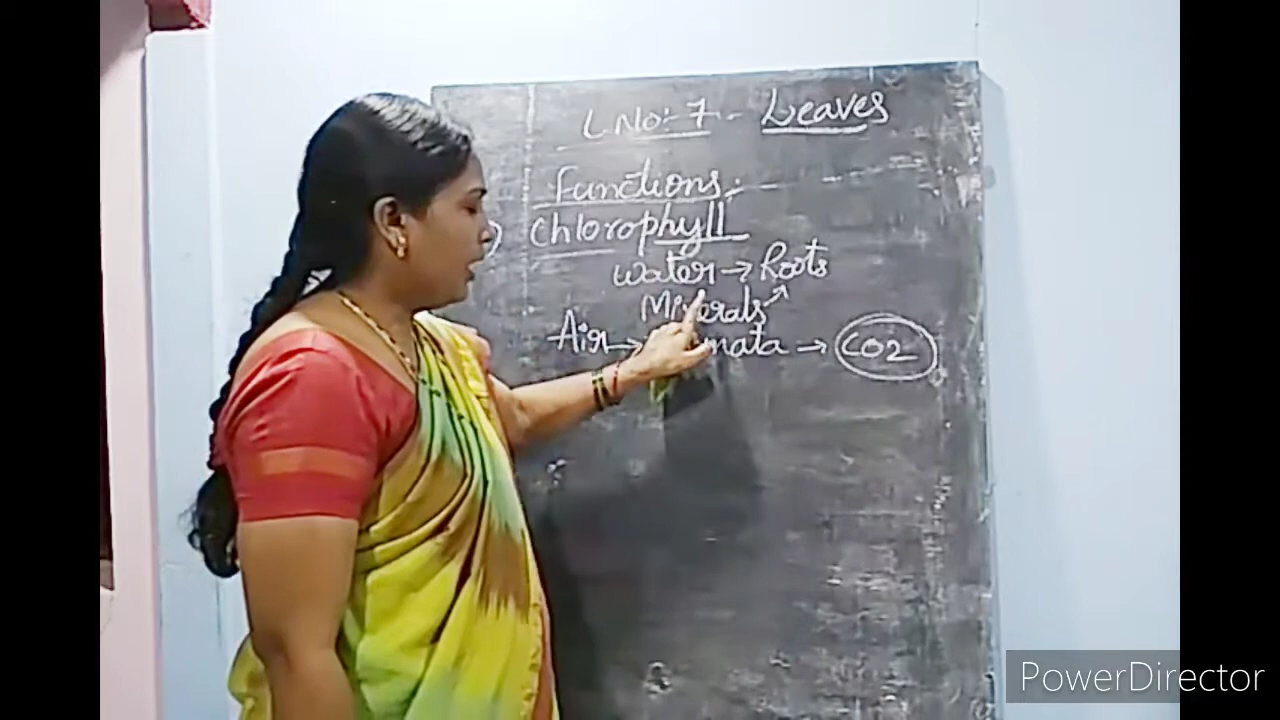 L No:- 7 - Leaves
Functions:-
) Chlorophyll
Water → Roots
Minerals ↗
Air → mata → CO2
PowerDirector